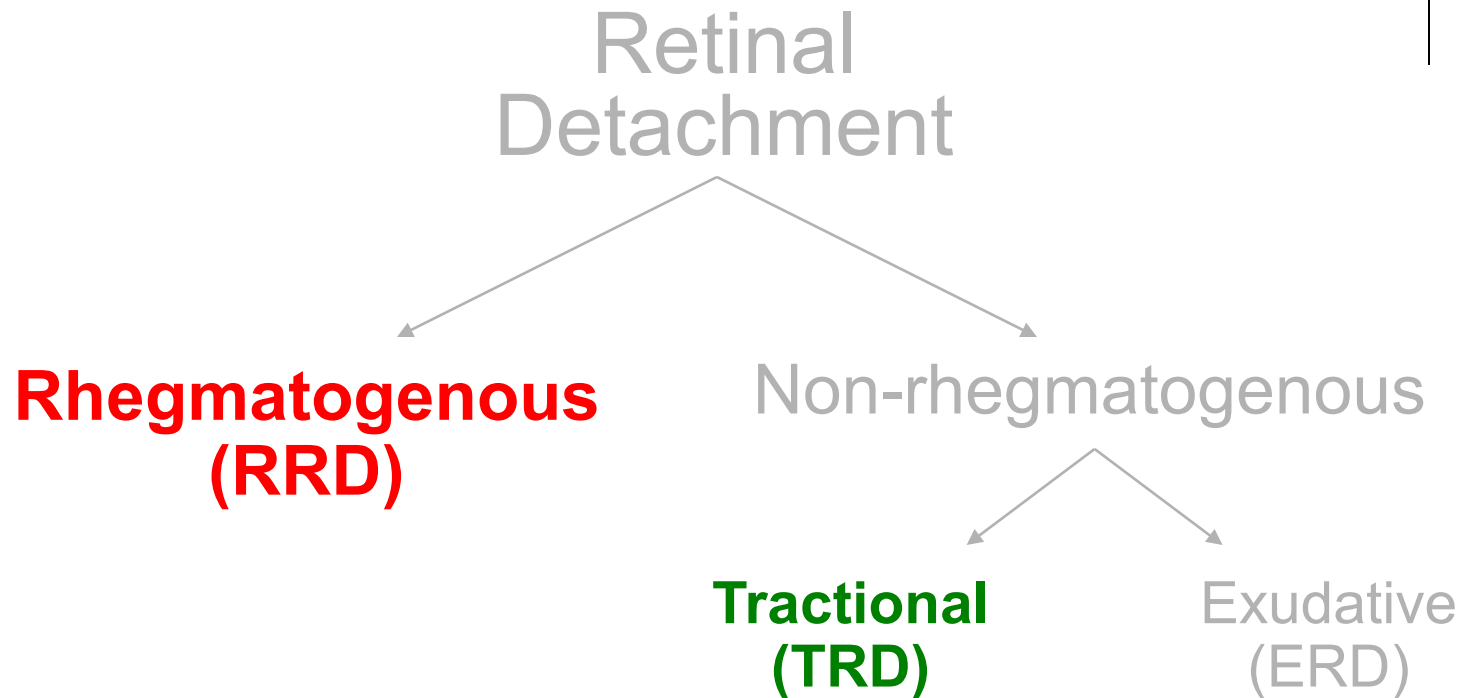 Retinal
Detachment
Rhegmatogenous
(RRD)
Non-rhegmatogenous
Tractional
(TRD)
Exudative
(ERD)